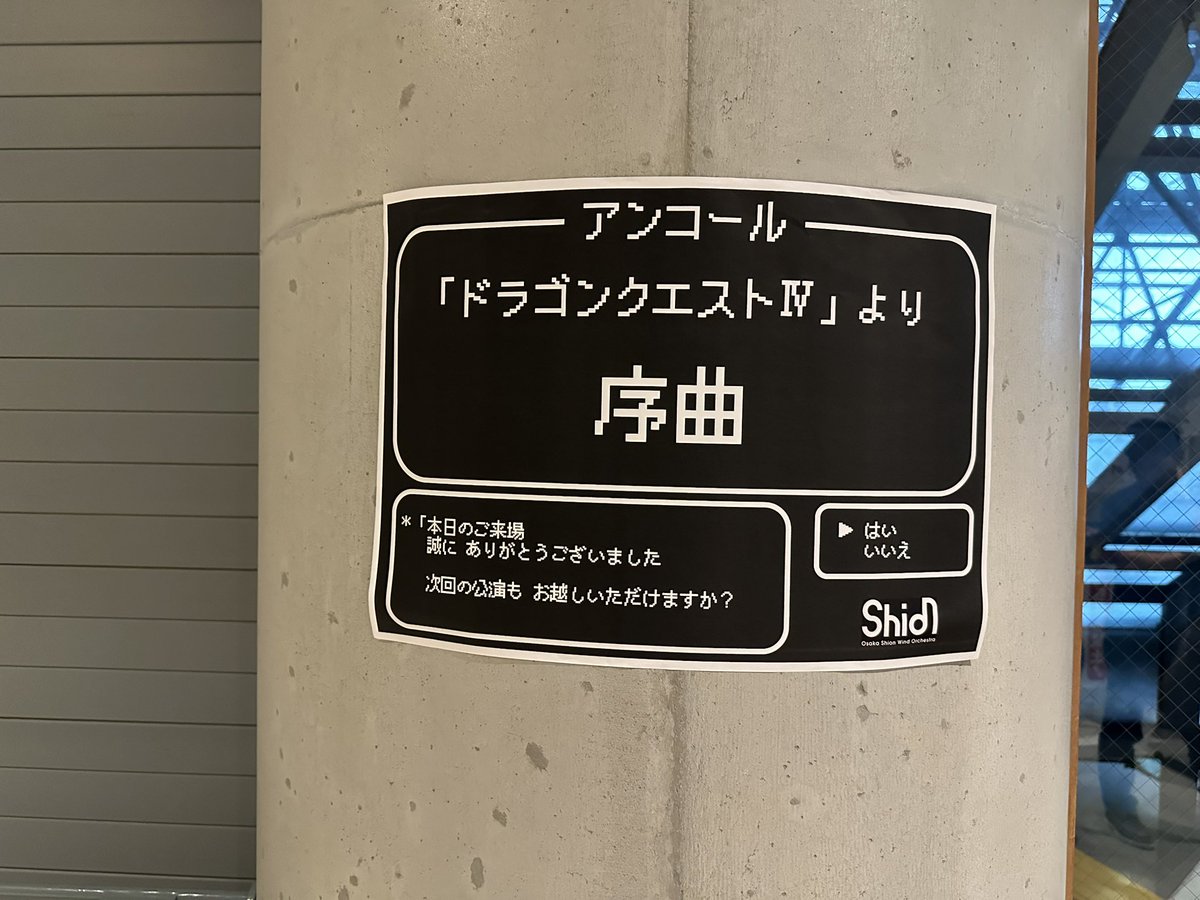 アンコール
「ドラゴンクエストⅣ」より
序曲
*「本日のご来場
誠に ありがとうございました
次回の公演も お越しいただけますか？
▶ はい
いいえ
Shion
Osaka Shion Wind Orchestra